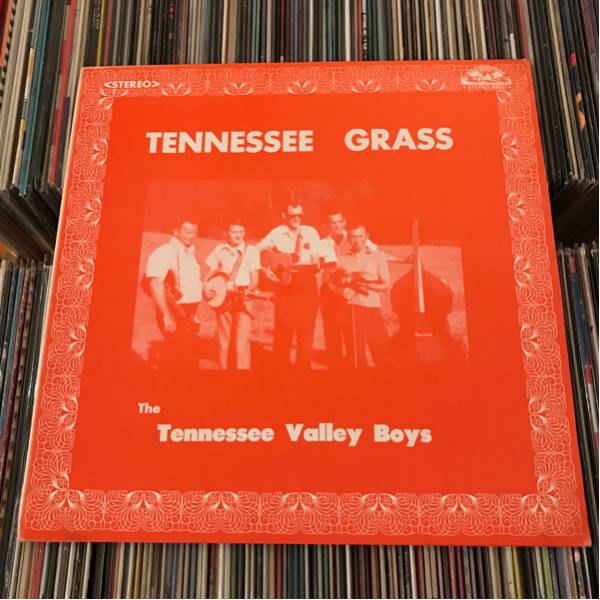 <STEREO>
TENNESSEE GRASS
The
Tennessee Valley Boys